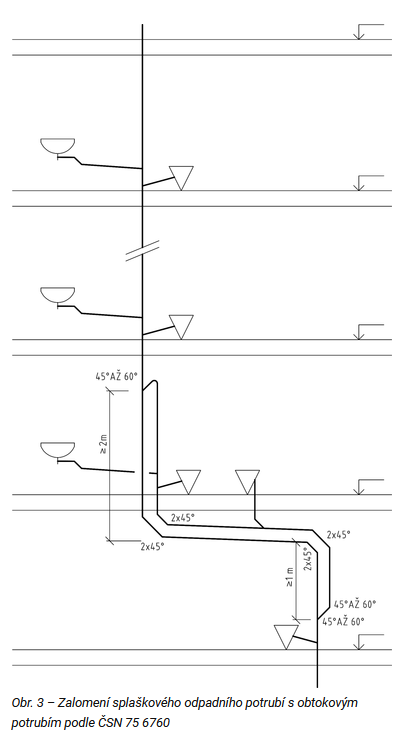 45°AŽ 60°
≥ 2m
2x45°
2x45°
2x45°
2x45°
≥1 m
45°AŽ 60°
45°AŽ 60°
Obr. 3 – Zalomení splaškového odpadního potrubí s obtokovým
potrubím podle ČSN 75 6760